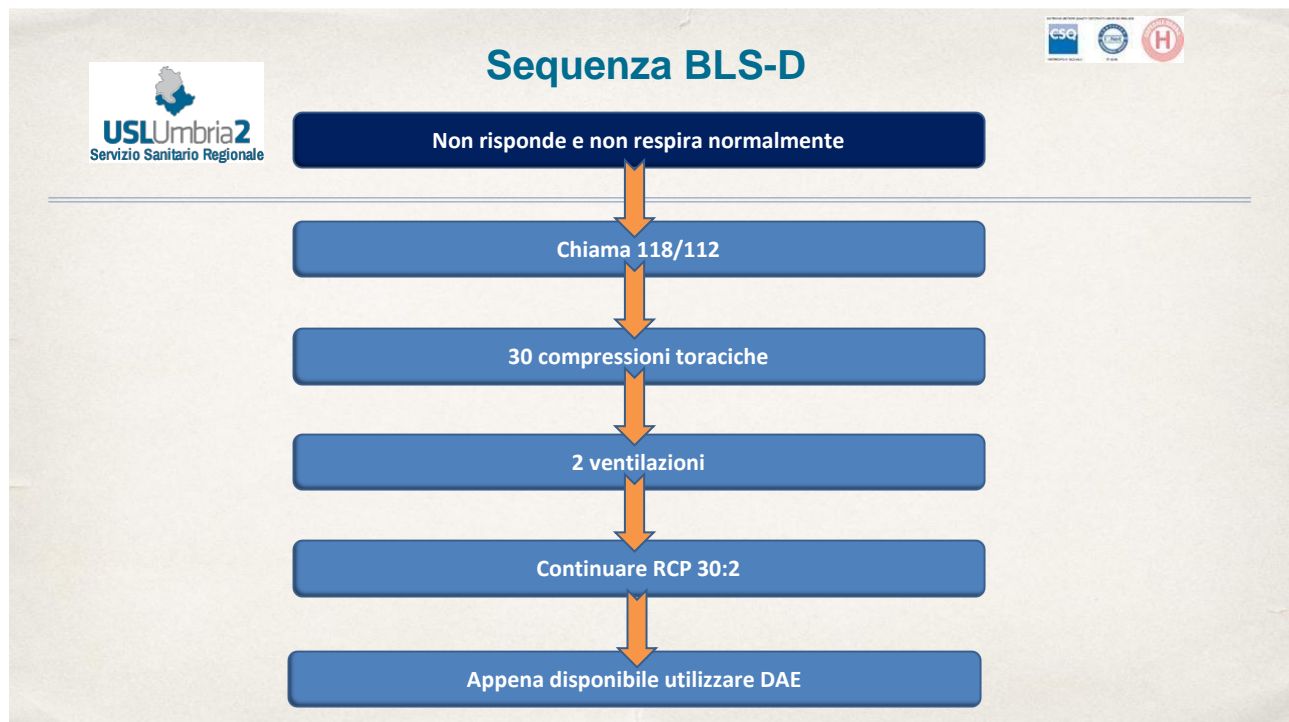 Sequenza BLS-D
CSQ
H
USLUmbria2
Servizio Sanitario Regionale
Non risponde e non respira normalmente
Chiama 118/112
30 compressioni toraciche
2 ventilazioni
Continuare RCP 30:2
Appena disponibile utilizzare DAE